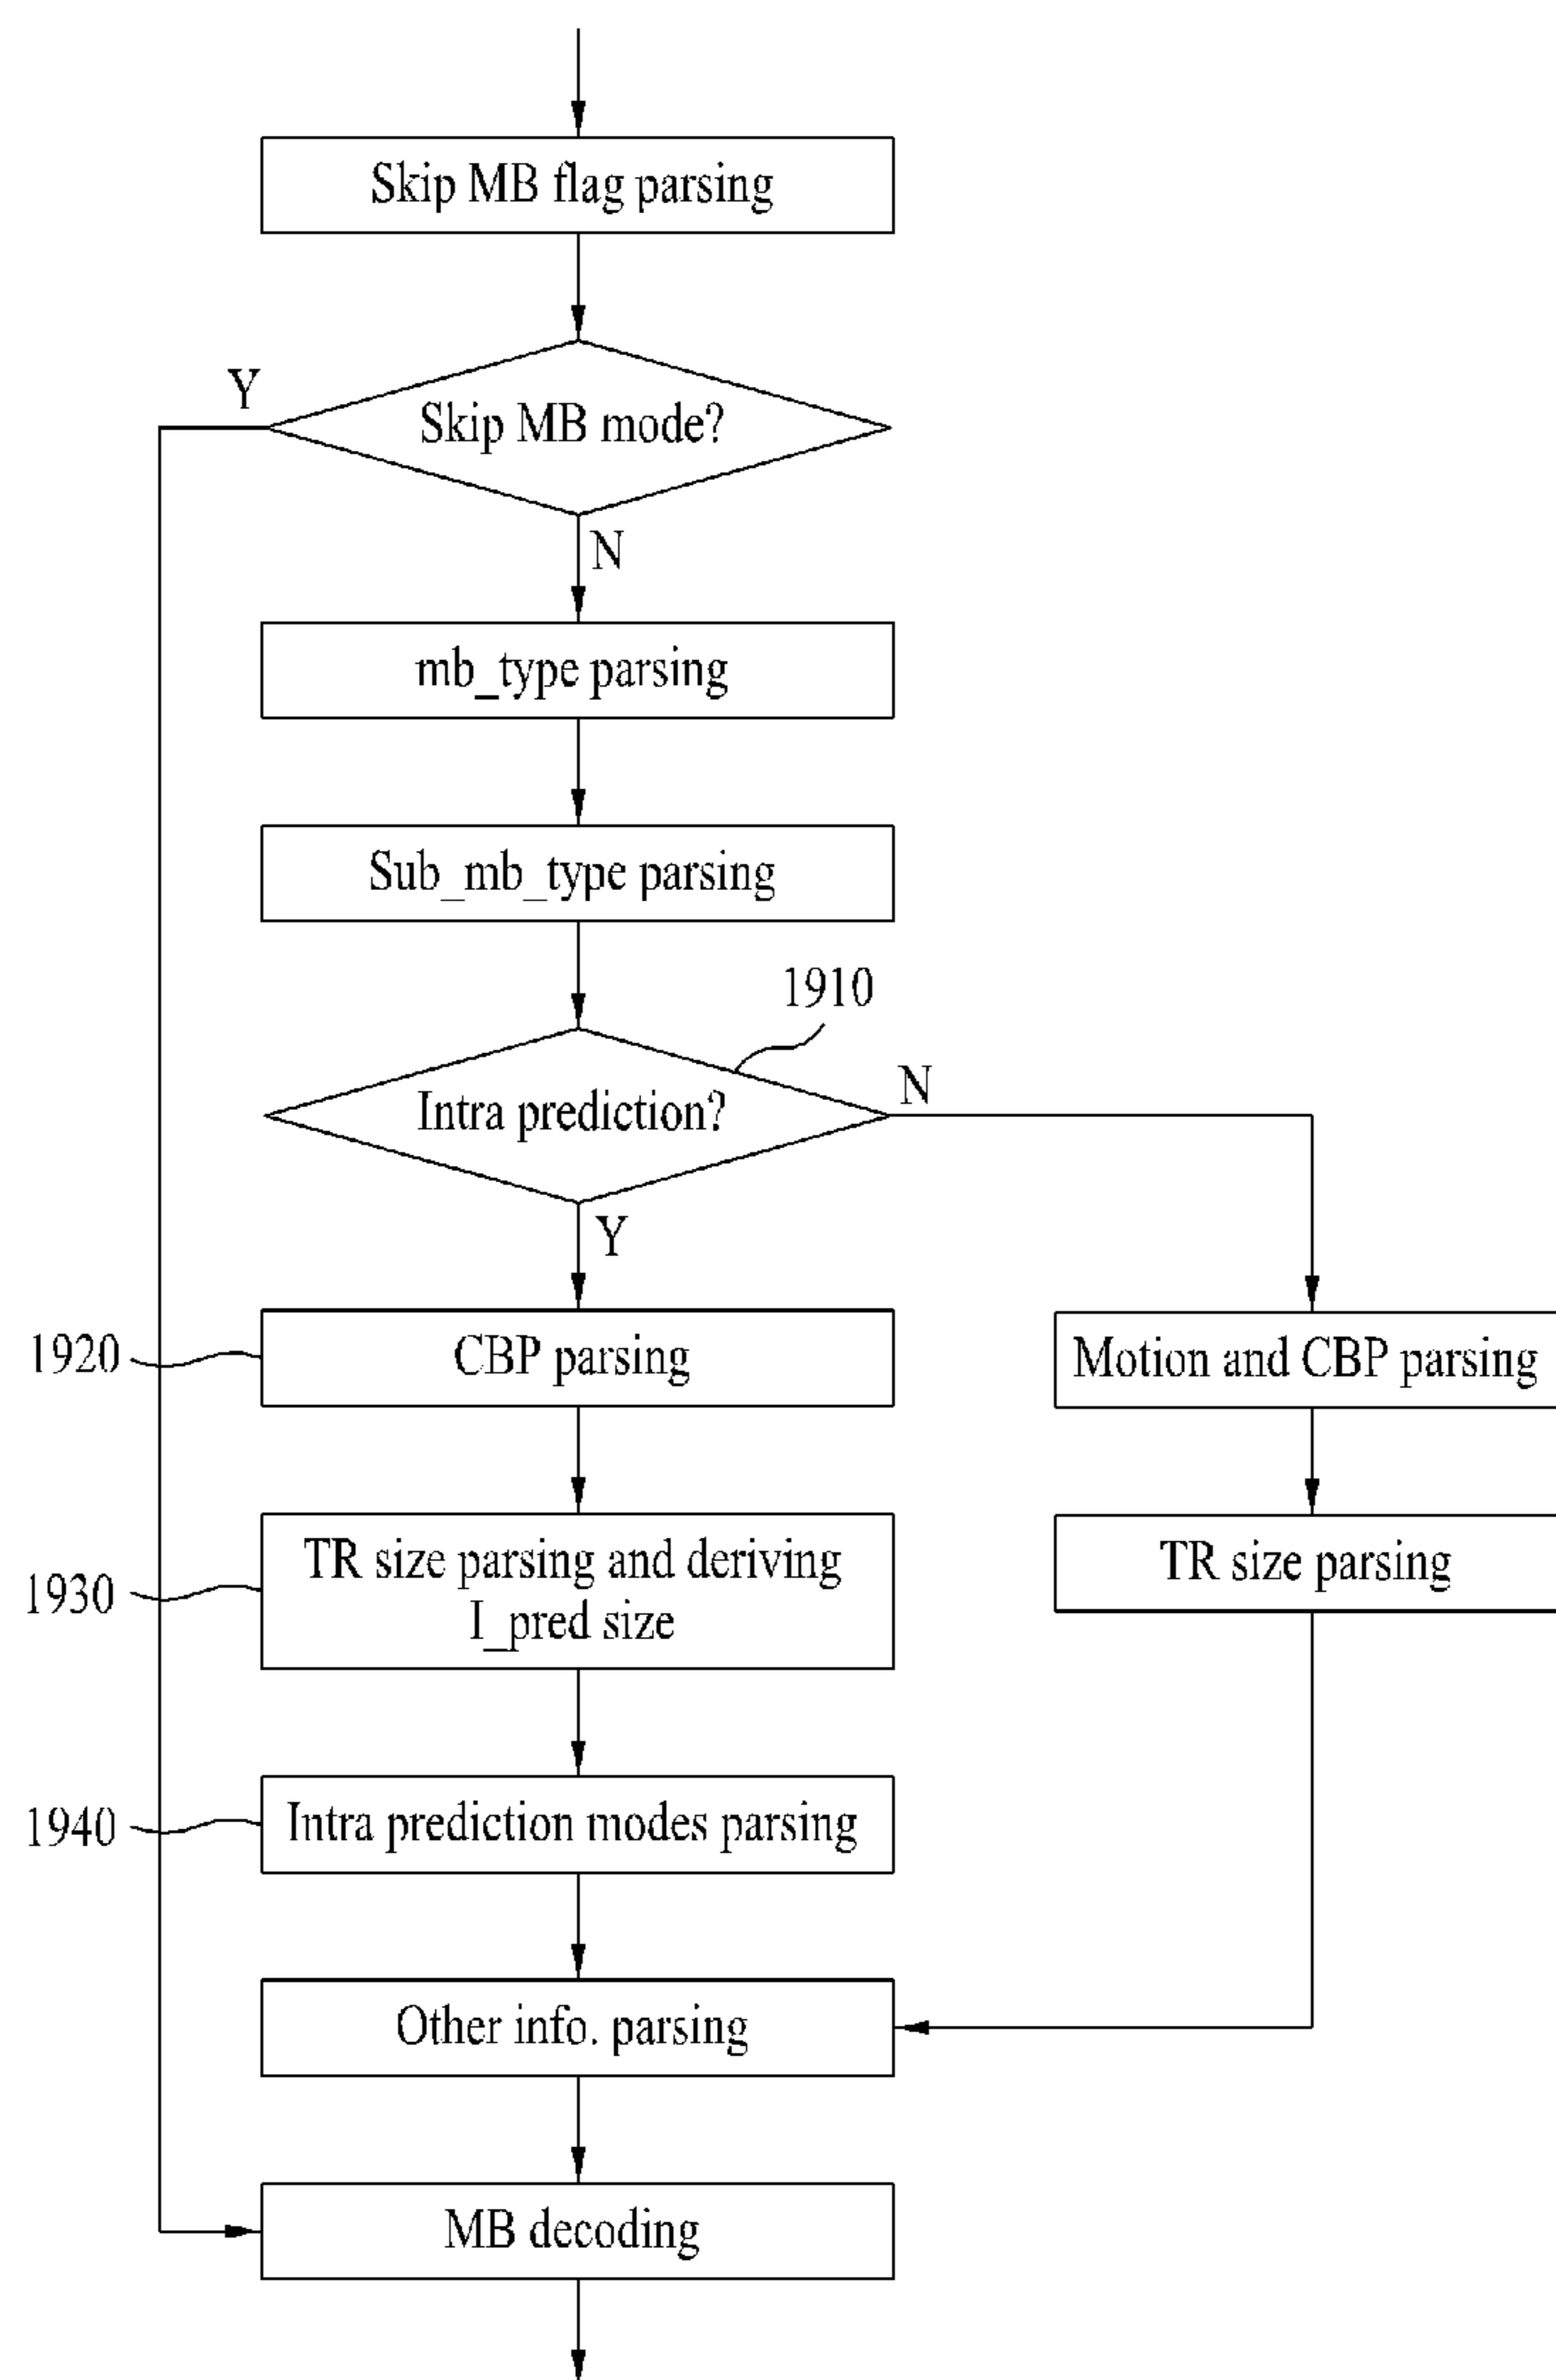 Skip MB flag parsing
Y
Skip MB mode?
N
mb_type parsing
Sub_mb_type parsing
1910
Intra prediction?
N
Y
1920
CBP parsing
Motion and CBP parsing
1930
TR size parsing and deriving
I_pred size
TR size parsing
1940
Intra prediction modes parsing
Other info. parsing
MB decoding